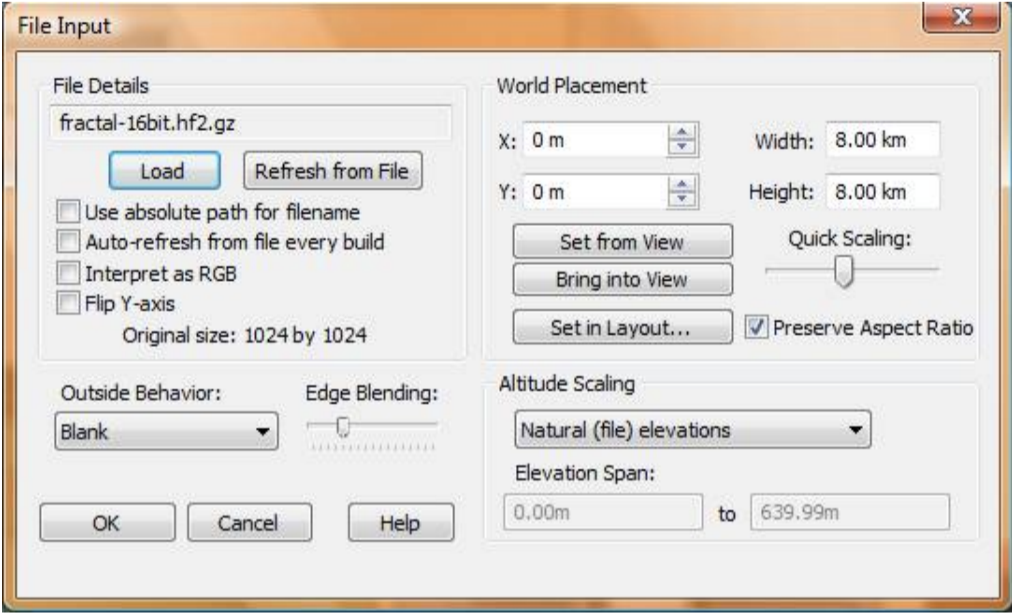 File Input
File Details
fractal-16bit.hf2.gz
Load
Refresh from File
Use absolute path for filename
Auto-refresh from file every build
Interpret as RGB
Flip Y-axis
Original size: 1024 by 1024
Outside Behavior:
Edge Blending:
Blank
OK
Cancel
Help
World Placement
X: 0 m
Width: 8.00 km
Y: 0 m
Height: 8.00 km
Set from View
Quick Scaling:
Bring into View
Set in Layout...
Preserve Aspect Ratio
Altitude Scaling
Natural (file) elevations
Elevation Span:
0.00m to 639.99m